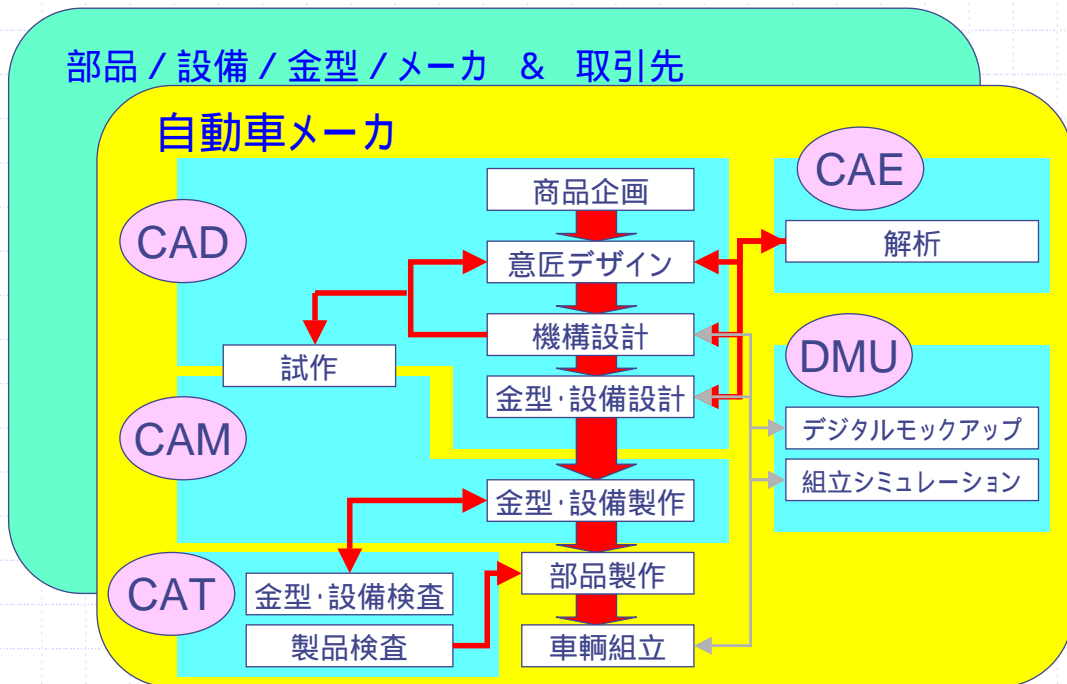 部品/設備/金型/メーカ & 取引先
自動車メーカ
CAD
商品企画
意匠デザイン
機構設計
金型・設備設計
試作
CAE
解析
DMU
デジタルモックアップ
組立シミュレーション
CAM
金型・設備製作
CAT
金型・設備検査
製品検査
部品製作
車輌組立